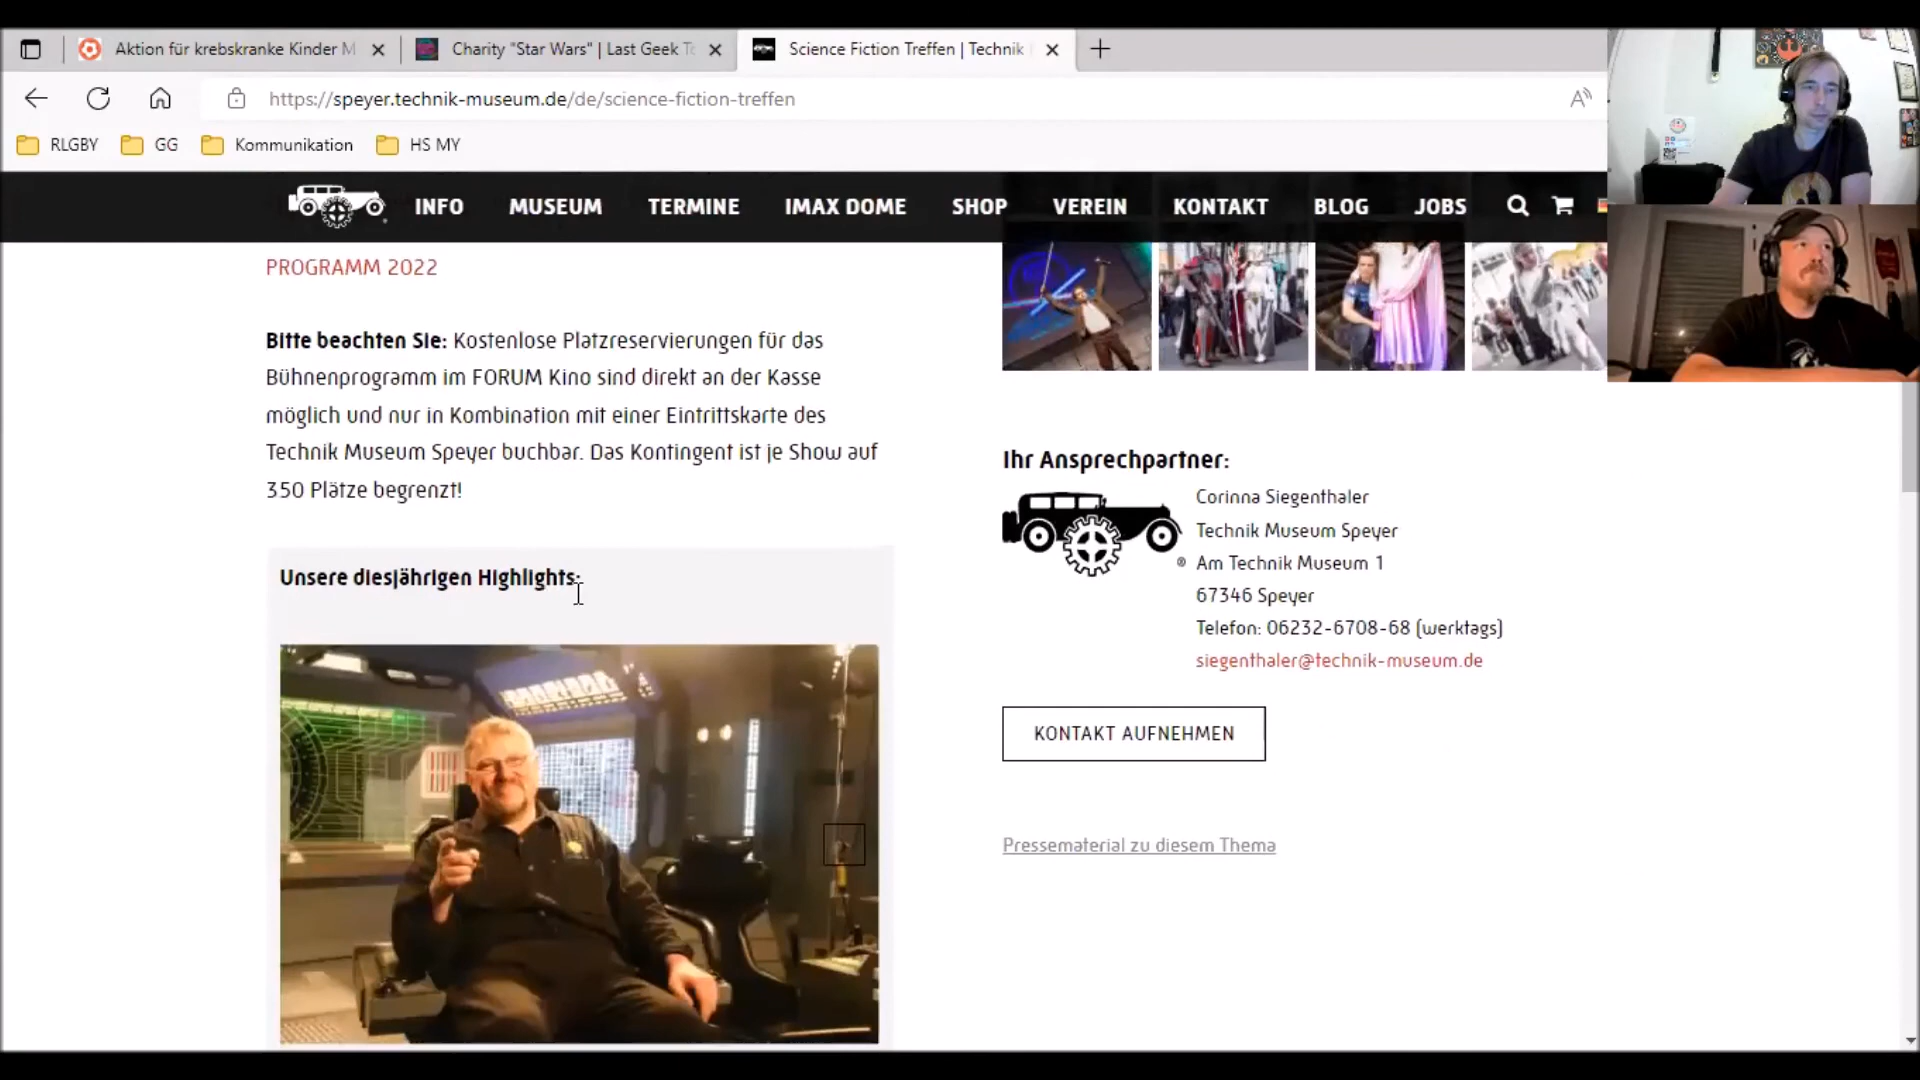 Aktion für krebskranke Kinder M
Charity "Star Wars" | Last Geek To
Science Fiction Treffen | Technik
https://speyer.technik-museum.de/de/science-fiction-treffen
RLGBY
GG
Kommunikation
HS MY
INFO
MUSEUM
TERMINE
IMAX DOME
SHOP
VEREIN
KONTAKT
BLOG
JOBS
PROGRAMM 2022
Bitte beachten Sie: Kostenlose Platzreservierungen für das
Bühnenprogramm im FORUM Kino sind direkt an der Kasse
möglich und nur in Kombination mit einer Eintrittskarte des
Technik Museum Speyer buchbar. Das Kontingent ist je Show auf
350 Plätze begrenzt!
Unsere diesjährigen Highlights:
Ihr Ansprechpartner:
Corinna Siegenthaler
Technik Museum Speyer
Am Technik Museum 1
67346 Speyer
Telefon: 06232-6708-68 (werktags)
siegenthaler@technik-museum.de
KONTAKT AUFNEHMEN
Pressematerial zu diesem Thema